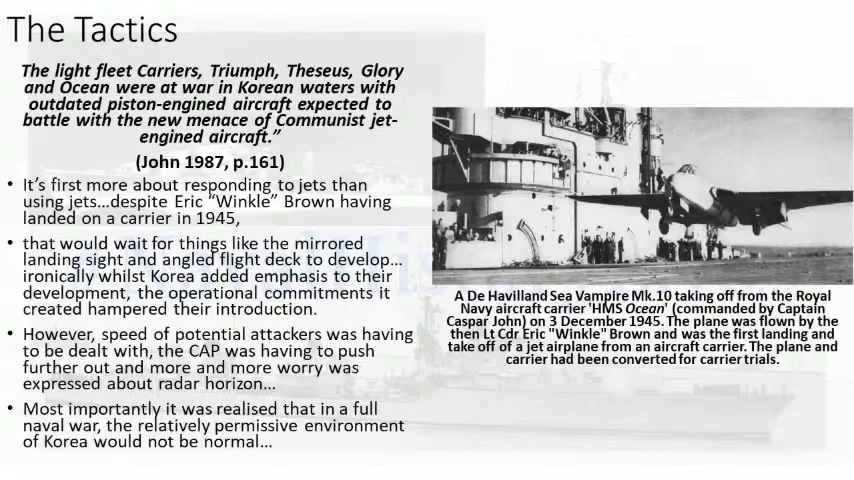 The Tactics
The light fleet Carriers, Triumph, Theseus, Glory
and Ocean were at war in Korean waters with
outdated piston-engined aircraft expected to
battle with the new menace of Communist jet-
engined aircraft.”
(John 1987, p.161)
• It’s first more about responding to jets than
using jets…despite Eric “Winkle” Brown having
landed on a carrier in 1945,
• that would wait for things like the mirrored
landing sight and angled flight deck to develop…
ironically whilst Korea added emphasis to their
development, the operational commitments it
created hampered their introduction.
• However, speed of potential attackers was having
to be dealt with, the CAP was having to push
further out and more and more worry was
expressed about radar horizon…
• Most importantly it was realised that in a full
naval war, the relatively permissive environment
of Korea would not be normal…
A De Havilland Sea Vampire Mk.10 taking off from the Royal
Navy aircraft carrier 'HMS Ocean' (commanded by Captain
Caspar John) on 3 December 1945. The plane was flown by the
then Lt Cdr Eric "Winkle" Brown and was the first landing and
take off of a jet airplane from an aircraft carrier. The plane and
carrier had been converted for carrier trials.